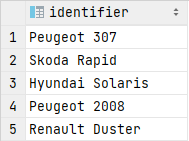 identifier
1 Peugeot 307
2 Skoda Rapid
3 Hyundai Solaris
4 Peugeot 2008
5 Renault Duster